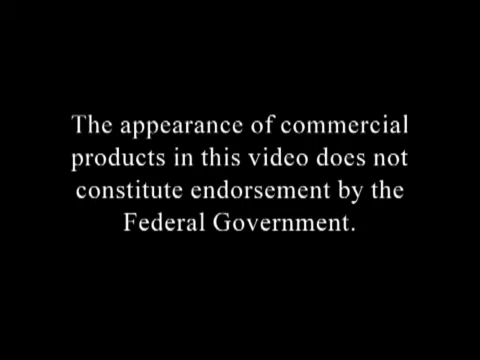 The appearance of commercial
products in this video does not
constitute endorsement by the
Federal Government.